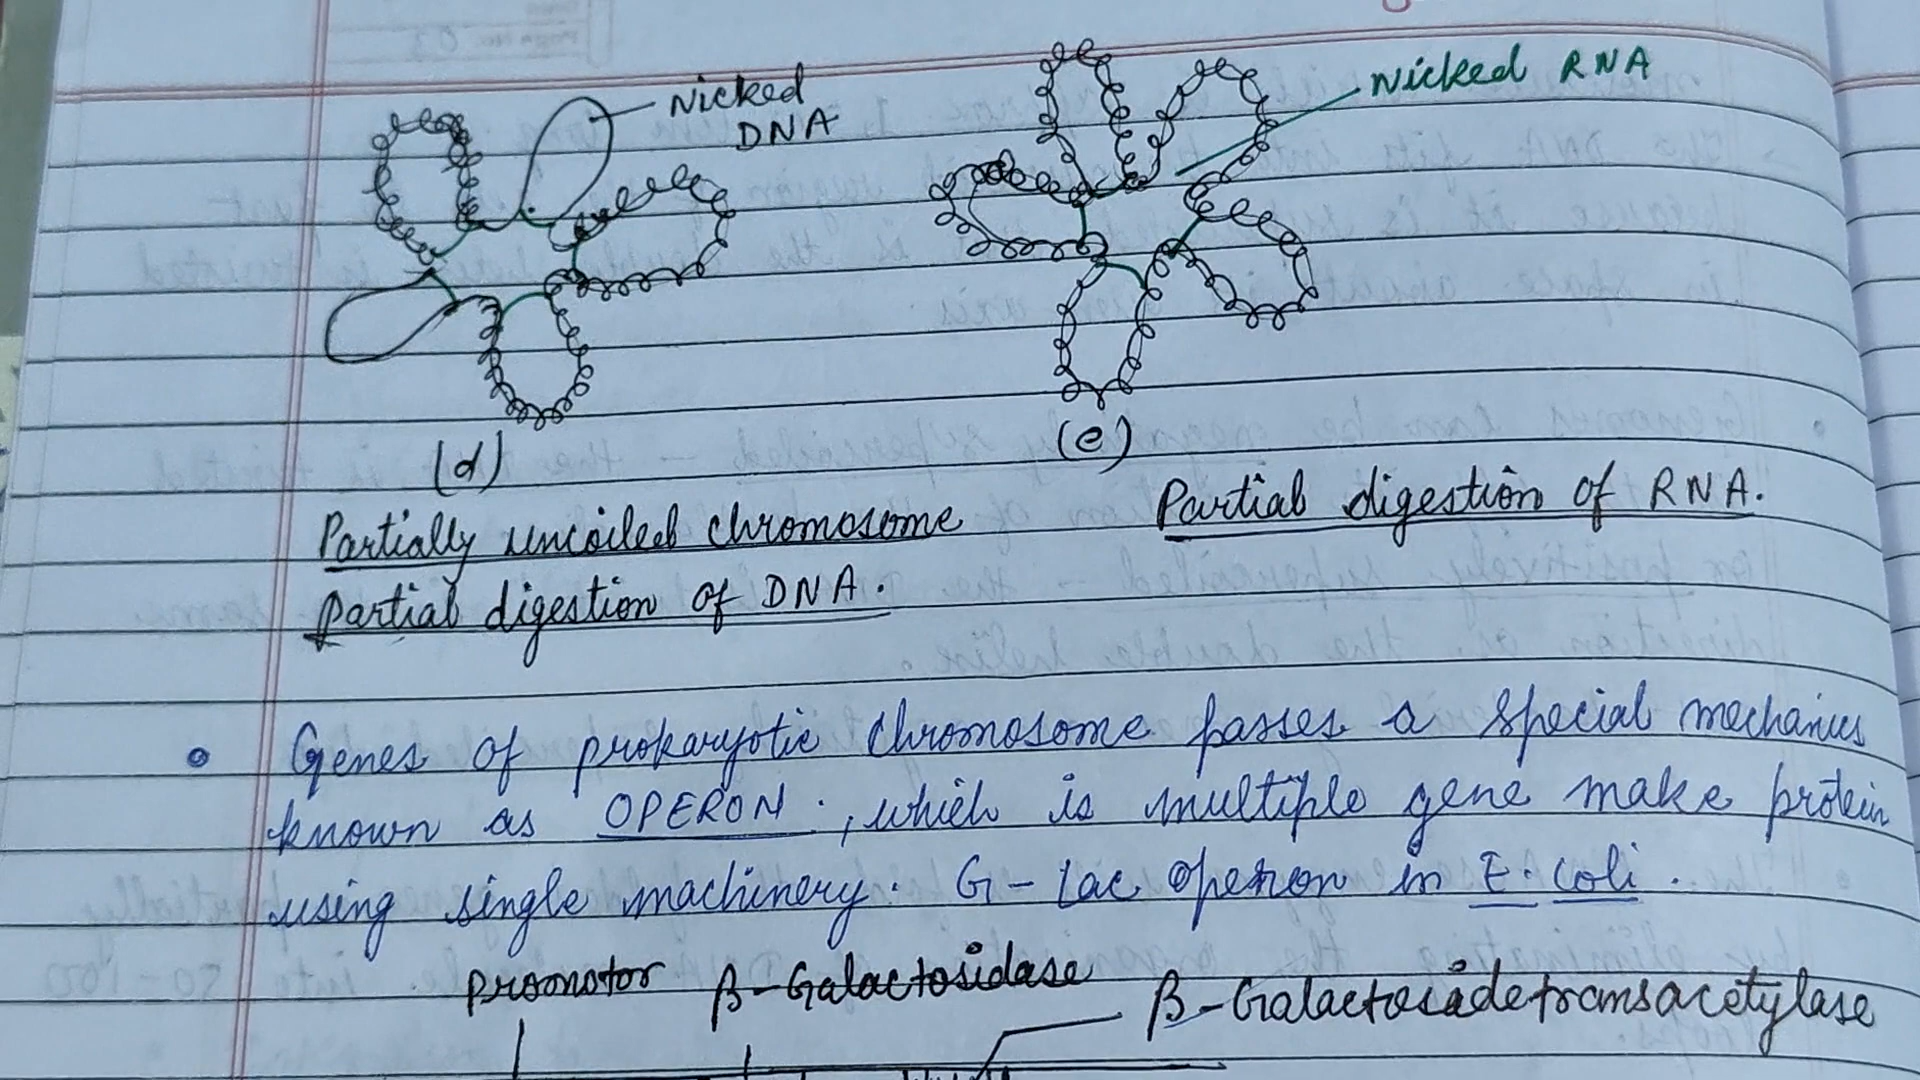 Nicked
DNA
Nicked RNA
(d)
(e)
Partially uncoiled chromosome
Partial digestion of DNA.
Partial digestion of RNA.
Genes of prokaryotic chromosome passes a special mechanics
known as OPERON. ; which is multiple gene make protein
using single machinery. G - Lac operon in E. coli.
Promotor
β-Galactosidase
β-Galactosidetransacetylase